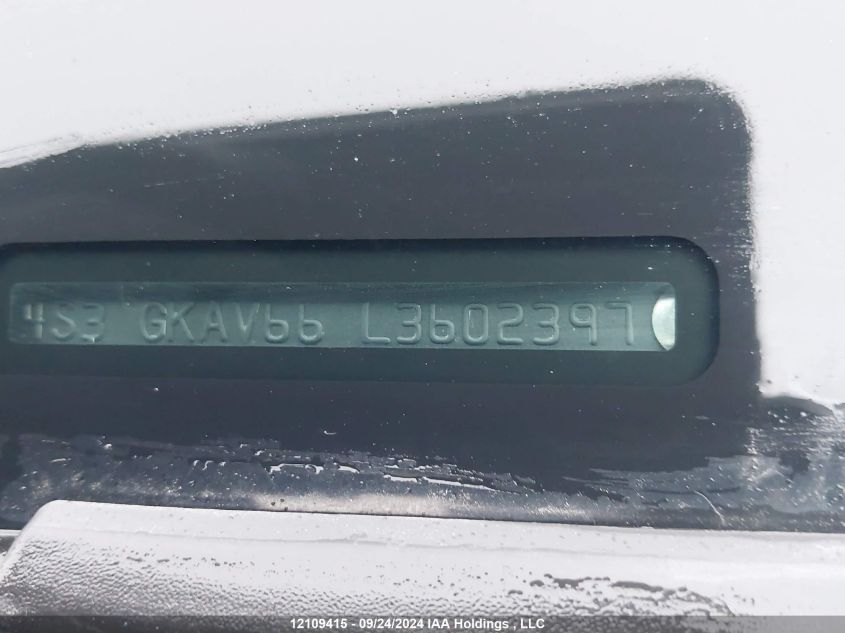 4S3 GKAV66 L3602397
12109415 - 09/24/2024 IAA Holdings , LLC